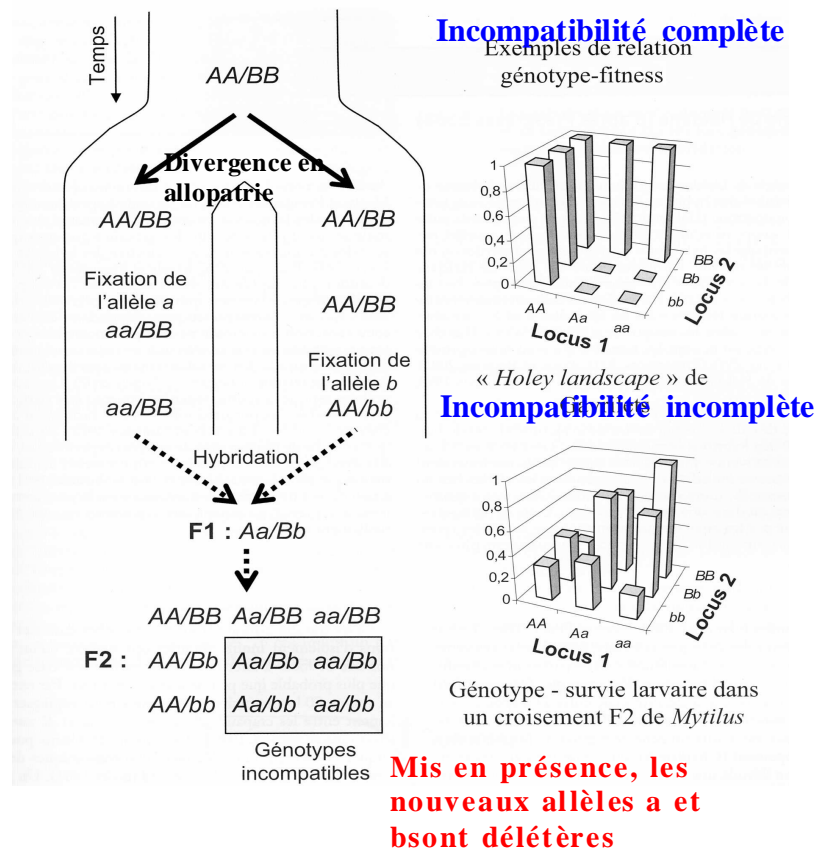 Temps
AA/BB
Divergence en
allopatrie
AA/BB
AA/BB
Fixation de
l'allèle a
aa/BB
AA/BB
Fixation de
l'allèle b
aa/BB
AA/bb
Hybridation
F1 : Aa/Bb
AA/BB Aa/BB aa/BB
F2 : AA/Bb Aa/Bb aa/Bb
AA/bb Aa/bb aa/bb
Génotypes
incompatibles
Incompatibilité complète
Exemples de relation
génotype-fitness
1
0,8
0,6
0,4
0,2
0
AA
Aa
aa
Locus 1
BB
Bb
bb
Locus 2
« Holey landscape » de
Incompatibilité incomplète
1
0,8
0,6
0,4
0,2
0
AA
Aa
aa
Locus 1
BB
Bb
bb
Locus 2
Génotype - survie larvaire dans
un croisement F2 de Mytilus
Mis en présence, les
nouveaux allèles a et
bsont délétères